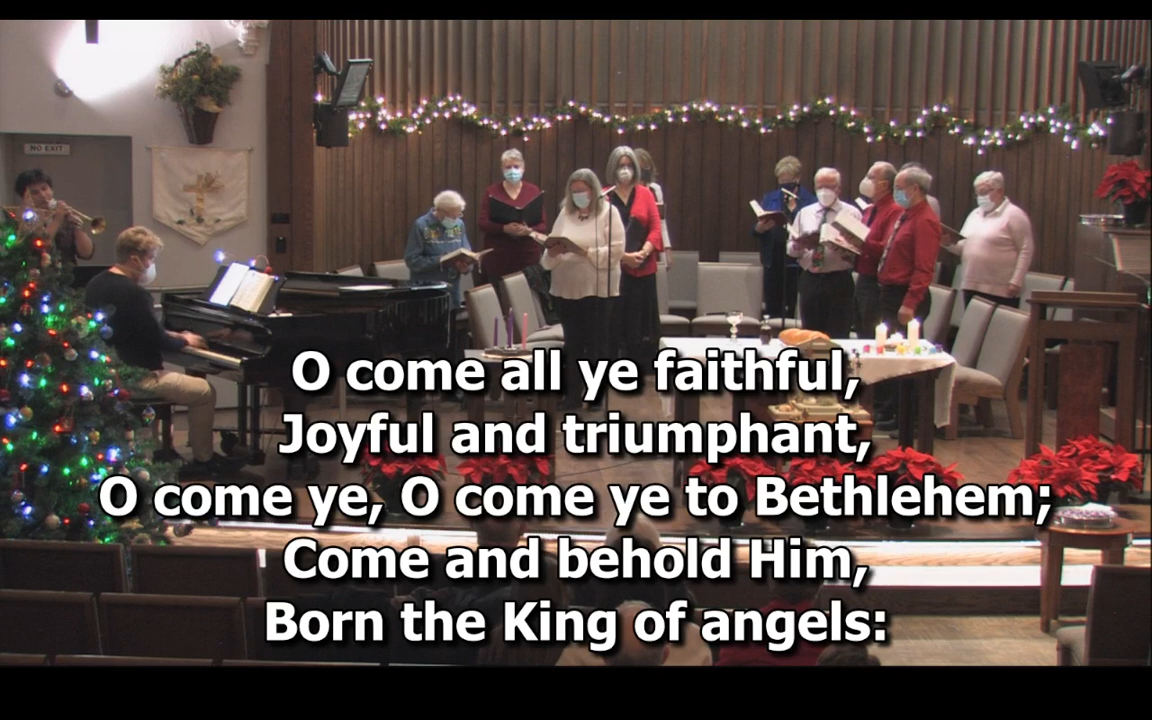 NO EXIT
O come all ye faithful,
Joyful and triumphant,
O come ye, O come ye to Bethlehem;
Come and behold Him,
Born the King of angels: